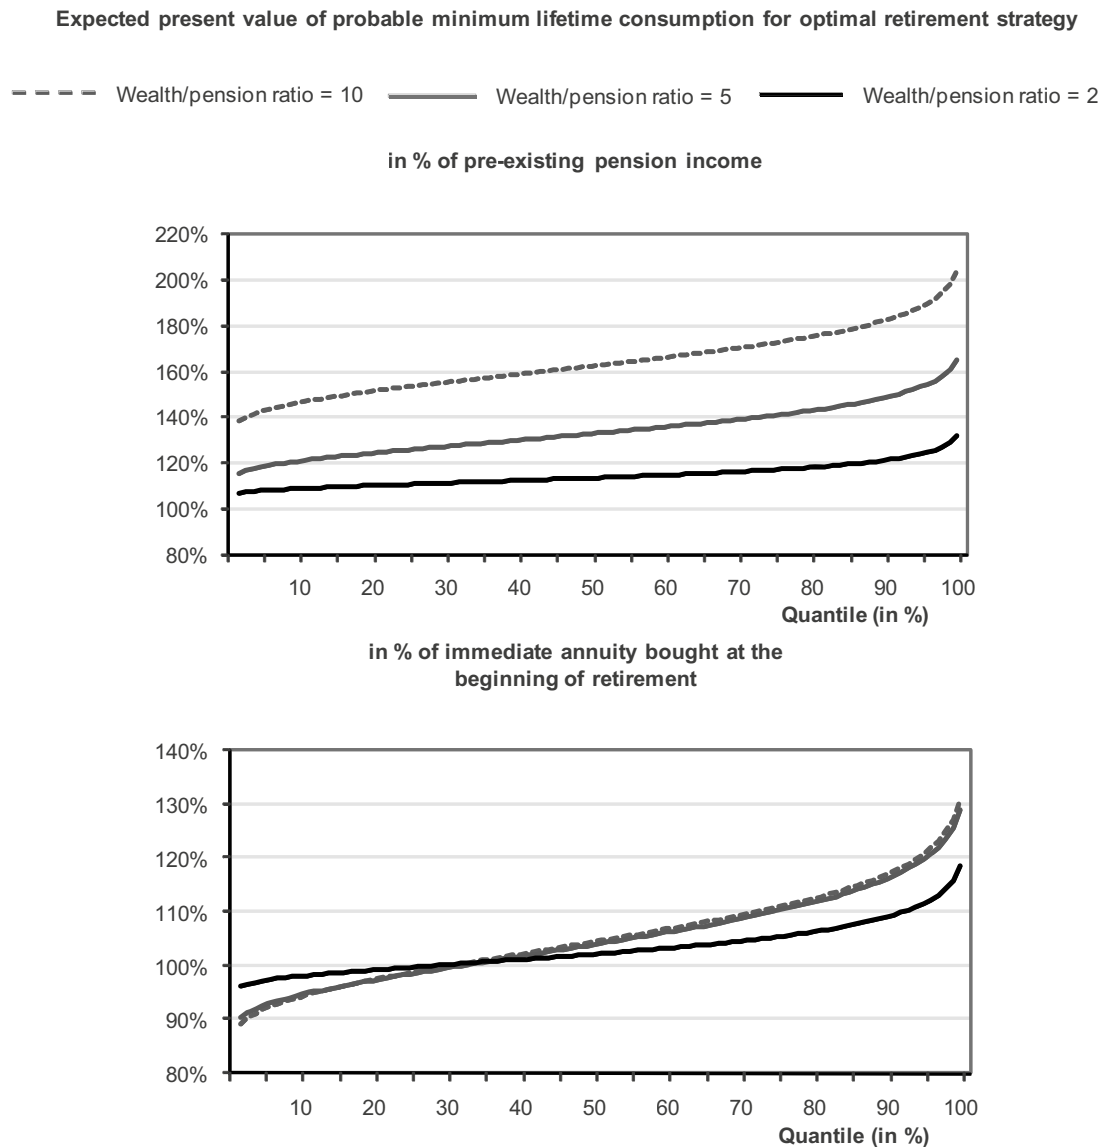 Expected present value of probable minimum lifetime consumption for optimal retirement strategy
Wealth/pension ratio = 10 Wealth/pension ratio = 5 Wealth/pension ratio = 2
in % of pre-existing pension income
220%
200%
180%
160%
140%
120%
100%
80%
10 20 30 40 50 60 70 80 90 100
Quantile (in %)
in % of immediate annuity bought at the
beginning of retirement
140%
130%
120%
110%
100%
90%
80%
10 20 30 40 50 60 70 80 90 100
Quantile (in %)